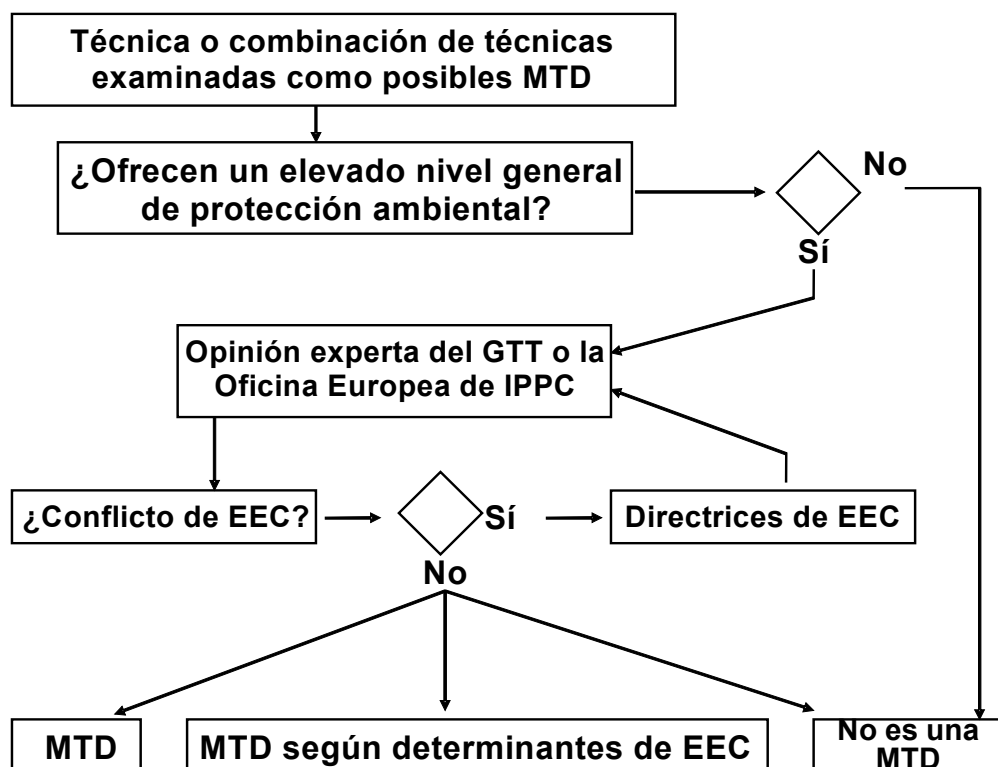 Técnica o combinación de técnicas
examinadas como posibles MTD
¿Ofrecen un elevado nivel general
de protección ambiental?
No
Sí
Opinión experta del GTT o la
Oficina Europea de IPPC
¿Conflicto de EEC?
Sí
Directrices de EEC
No
MTD
MTD según determinantes de EEC
No es una
MTD